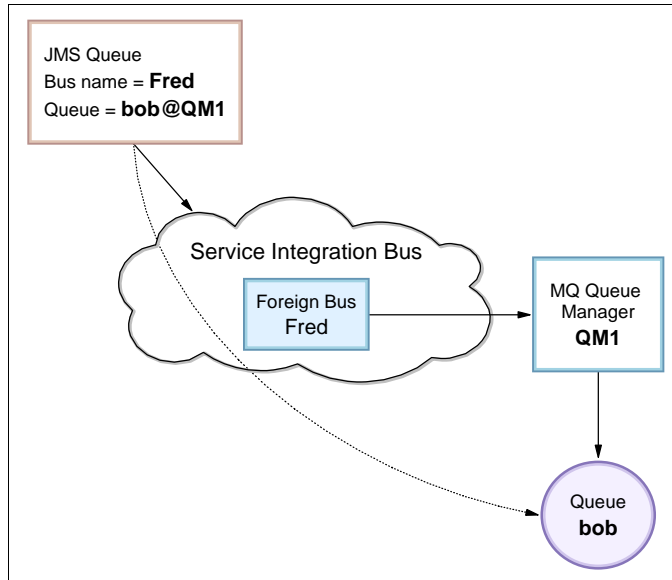 JMS Queue
Bus name = Fred
Queue = bob@QM1
Service Integration Bus
Foreign Bus
Fred
MQ Queue
Manager
QM1
Queue
bob